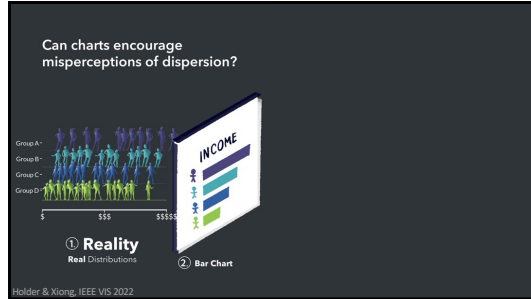 Can charts encourage
misperceptions of dispersion?
INCOME
Group A
Group B
Group C
Group D
$ $$$ $$$$$
① Reality
Real Distributions
② Bar Chart
Holder & Xiong, IEEE VIS 2022